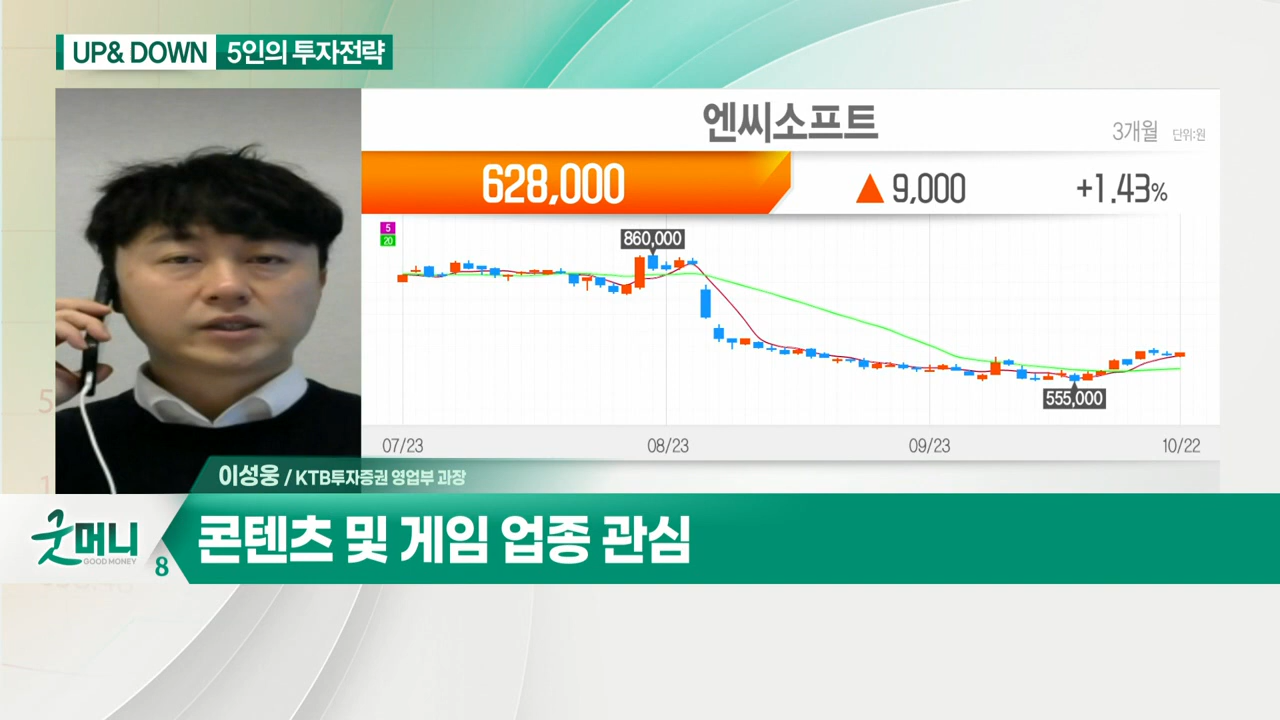 UP& DOWN 5인의 투자전략
엔씨소프트
3개월 단위:원
628,000 ▲ 9,000 +1.43%
5
20
860,000
555,000
07/23 08/23 09/23 10/22
이성웅 / KTB투자증권 영업부 과장
굿머니
GOOD MONEY
8
콘텐츠 및 게임 업종 관심